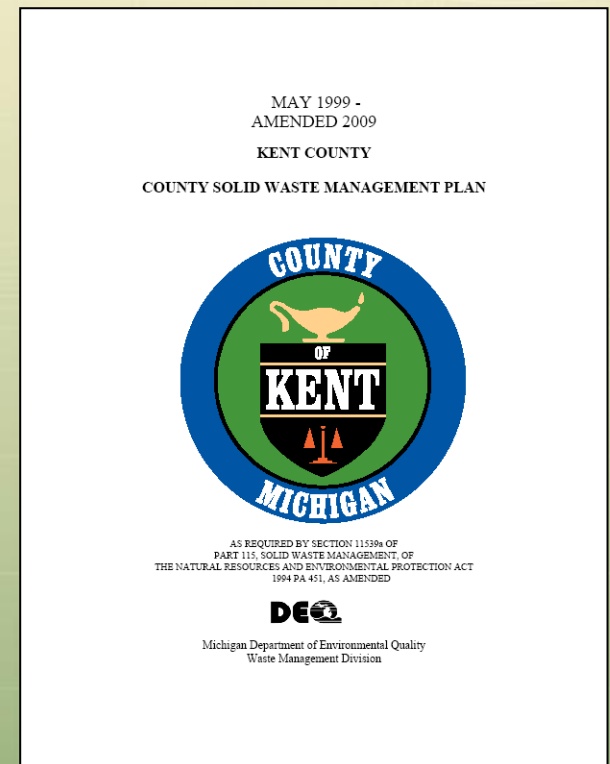 MAY 1999 -
AMENDED 2009
KENT COUNTY
COUNTY SOLID WASTE MANAGEMENT PLAN
COUNTY
OF
KENT
MICHIGAN
AS REQUIRED BY SECTION 11539a OF
PART 115, SOLID WASTE MANAGEMENT, OF
THE NATURAL RESOURCES AND ENVIRONMENTAL PROTECTION ACT
1994 PA 451, AS AMENDED
DEQ
Michigan Department of Environmental Quality
Waste Management Division